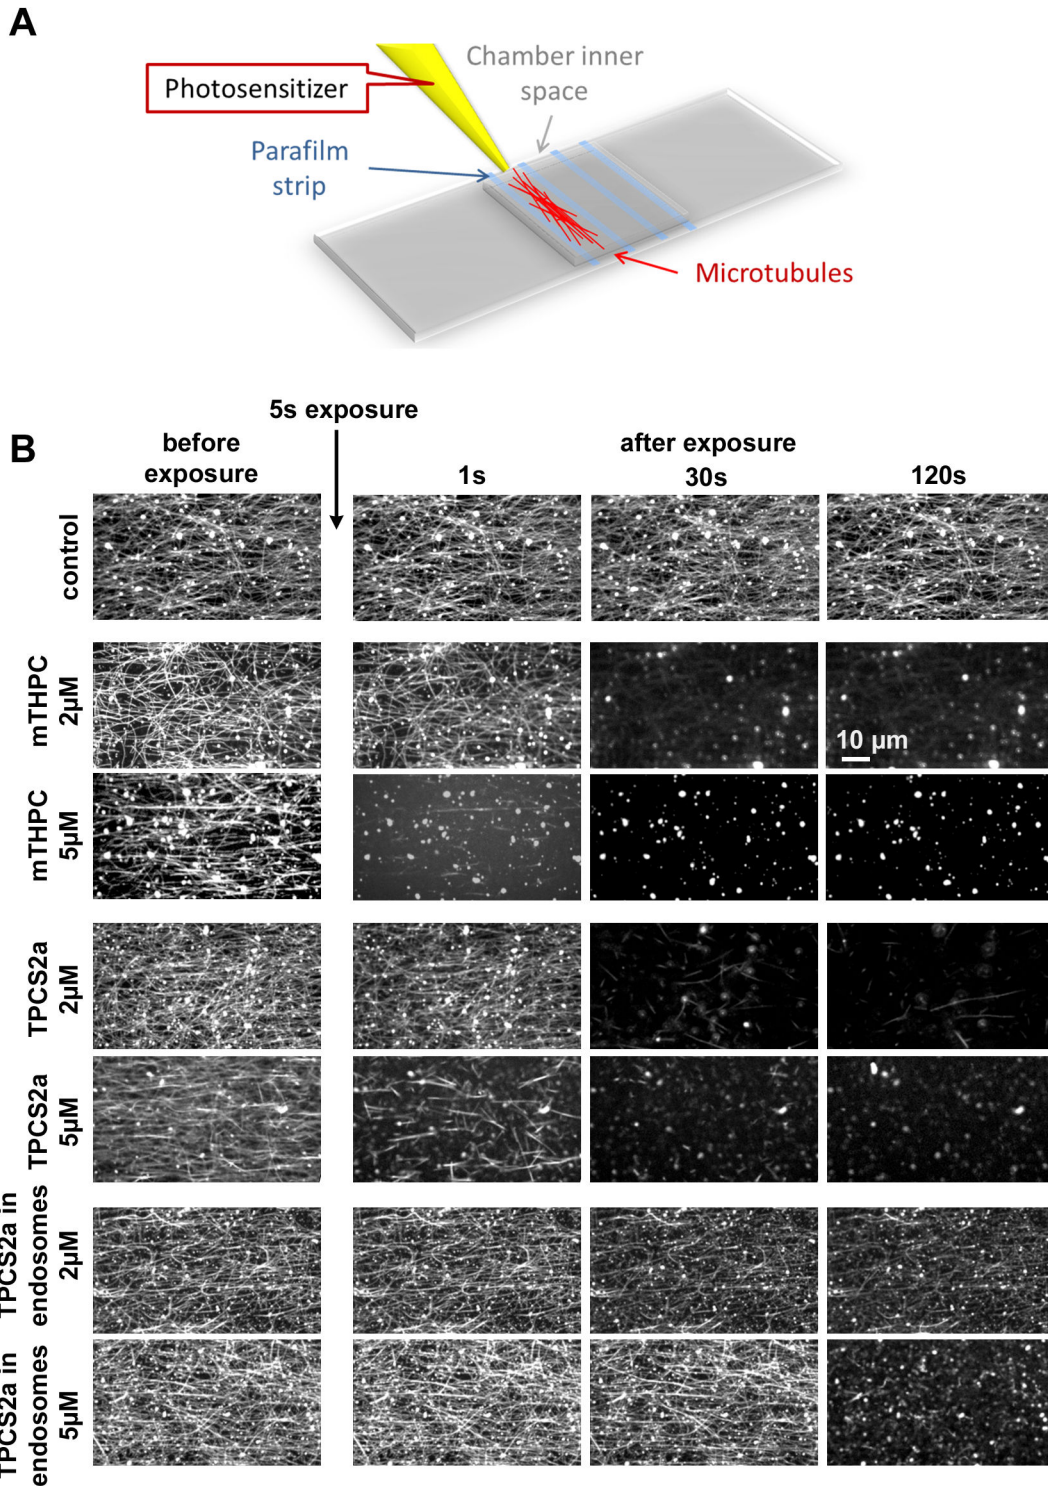 A
Photosensitizer
Chamber inner
space
Parafilm
strip
Microtubules
B
5s exposure
before
exposure
after exposure
1s
30s
120s
control
mTHPC
2µM
10 µm
mTHPC
5µM
TPCS2a
2µM
TPCS2a
5µM
TPCS2a in
endosomes
2µM
TPCS2a in
endosomes
5µM